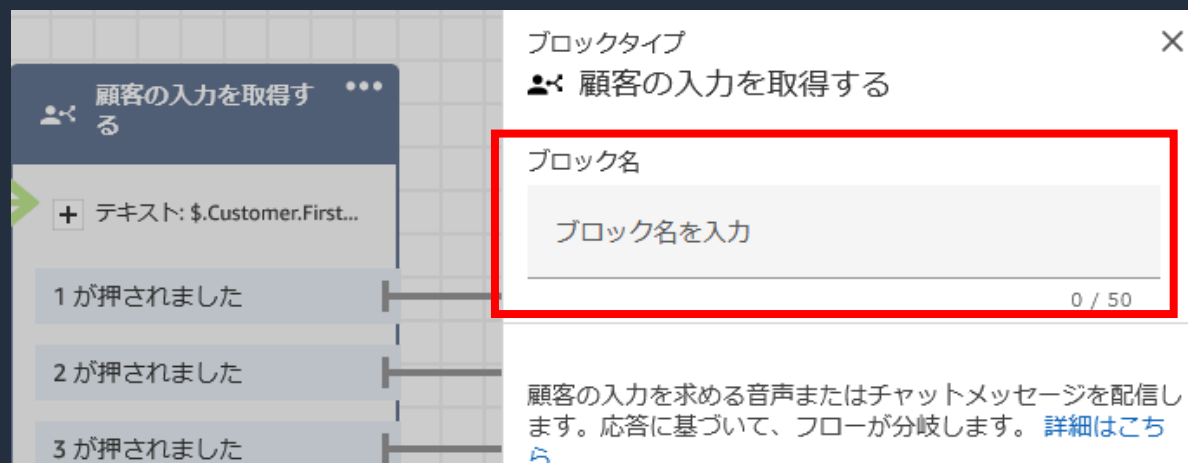 顧客の入力を取得す
る
テキスト: $.Customer.First...
1 が押されました
2 が押されました
3 が押されました
ブロックタイプ
顧客の入力を取得する
ブロック名
ブロック名を入力
0 / 50
顧客の入力を求める音声またはチャットメッセージを配信し
ます。応答に基づいて、フローが分岐します。 詳細はこち
ら